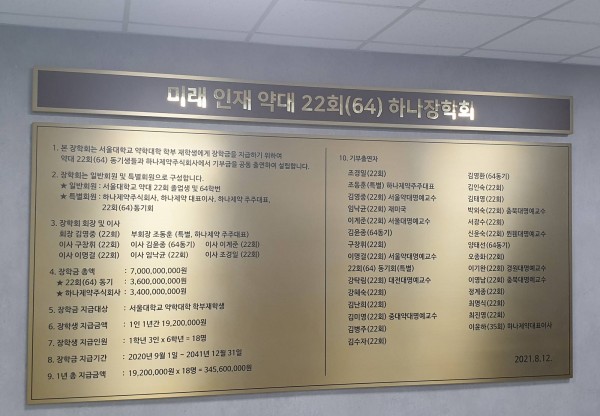 미래 인재 약대 22회(64) 하나장학회
1. 본 장학회는 서울대학교 약학대학 학부 재학생에게 장학금을 지급하기 위하여
약대 22회(64) 동기생들과 하나제약주식회사에서 기부금을 공동 출연하여 설립합니다.
2. 장학회는 일반회원 및 특별회원으로 구성합니다.
★ 일반회원 : 서울대학교 약대 22회 졸업생 및 64학번
★ 특별회원 : 하나제약주식회사, 하나제약 대표이사, 하나제약 주주대표,
22회(64)동기회
3. 장학회 회장 및 이사
회장 김영중 (22회) 부회장 조동훈 (특별, 하나제약 주주대표)
이사 구창휘 (22회) 이사 김용종 (64동기) 이사 이계준 (22회)
이사 이명걸 (22회) 이사 임낙균 (22회) 이사 조강일 (22회)
4. 장학금 총액 : 7,000,000,000원
★ 22회(64) 동기 : 3,600,000,000원
★ 하나제약주식회사 : 3,400,000,000원
5. 장학금 지급대상 : 서울대학교 약학대학 학부재학생
6. 장학생 지급금액 : 1인 1년간 19,200,000원
7. 장학생 지급인원 : 1학년 3인 x 6학년 = 18명
8. 장학금 지급기간 : 2020년 9월 1일 ~ 2041년 12월 31일
9. 1년 총 지급금액 : 19,200,000원 x 18명 = 345,600,000원
10. 기부출연자
조강일(22회)
조동훈(특별) 하나제약주주대표
김영중(22회) 서울약대명예교수
임낙균(22회) 재미국
이계준(22회) 서울대명예교수
김용종(64동기)
구창휘(22회)
이명걸(22회) 서울약대명예교수
22회(64) 동기회(특별)
강탁림(22회) 대전대명예교수
강혜숙(22회)
김난희(22회)
김미영(22회) 중앙약대명예교수
김병주(22회)
김수자(22회)
김영환(64동기)
김인숙(22회)
김태영(22회)
박외숙(22회) 충북대명예교수
서광수(22회)
신윤숙(22회) 퀸템대명예교수
양태선(64동기)
오종화(22회)
이기완(22회) 경원대명예교수
이영남(22회) 충북대명예교수
정계종(22회)
최명식(22회)
최진영(22회)
이윤하(35회) 하나제약대표이사
2021.8.12.